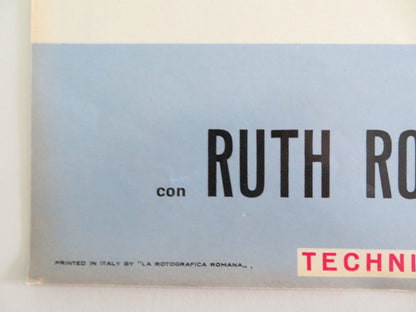 con RUTH RO
PRINTED IN ITALY BY "LA ROTOGRAFICA ROMANA„ .
TECHNI